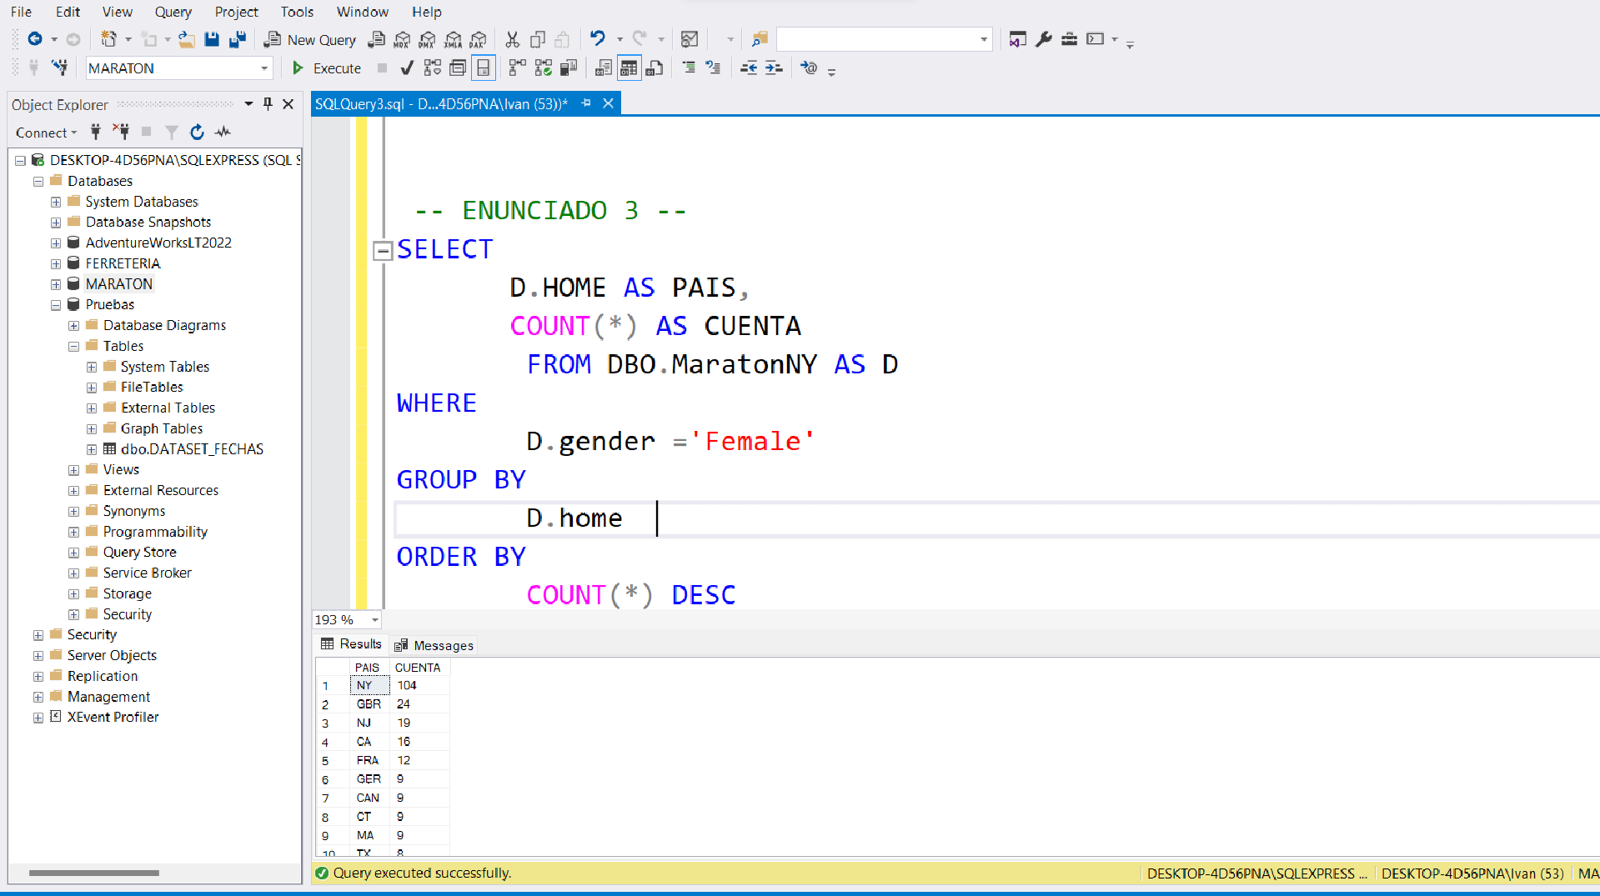 File Edit View Query Project Tools Window Help
New Query MDX DMX XMLA DAX
MARATON Execute
Object Explorer
SQLQuery3.sql - D...4D56PNA\Ivan (53))*
Connect
DESKTOP-4D56PNA\SQLEXPRESS (SQL S
Databases
System Databases
Database Snapshots
AdventureWorksLT2022
FERRETERIA
MARATON
Pruebas
Database Diagrams
Tables
System Tables
FileTables
External Tables
Graph Tables
dbo.DATASET_FECHAS
Views
External Resources
Synonyms
Programmability
Query Store
Service Broker
Storage
Security
Security
Server Objects
Replication
Management
XEvent Profiler
-- ENUNCIADO 3 --
SELECT
D.HOME AS PAIS,
COUNT(*) AS CUENTA
FROM DBO.MaratonNY AS D
WHERE
D.gender ='Female'
GROUP BY
D.home
ORDER BY
COUNT(*) DESC
193 %
Results Messages
PAIS CUENTA
1 NY 104
2 GBR 24
3 NJ 19
4 CA 16
5 FRA 12
6 GER 9
7 CAN 9
8 CT 9
9 MA 9
10 TX 8
Query executed successfully. DESKTOP-4D56PNA\SQLEXPRESS ... DESKTOP-4D56PNA\Ivan (53) MA